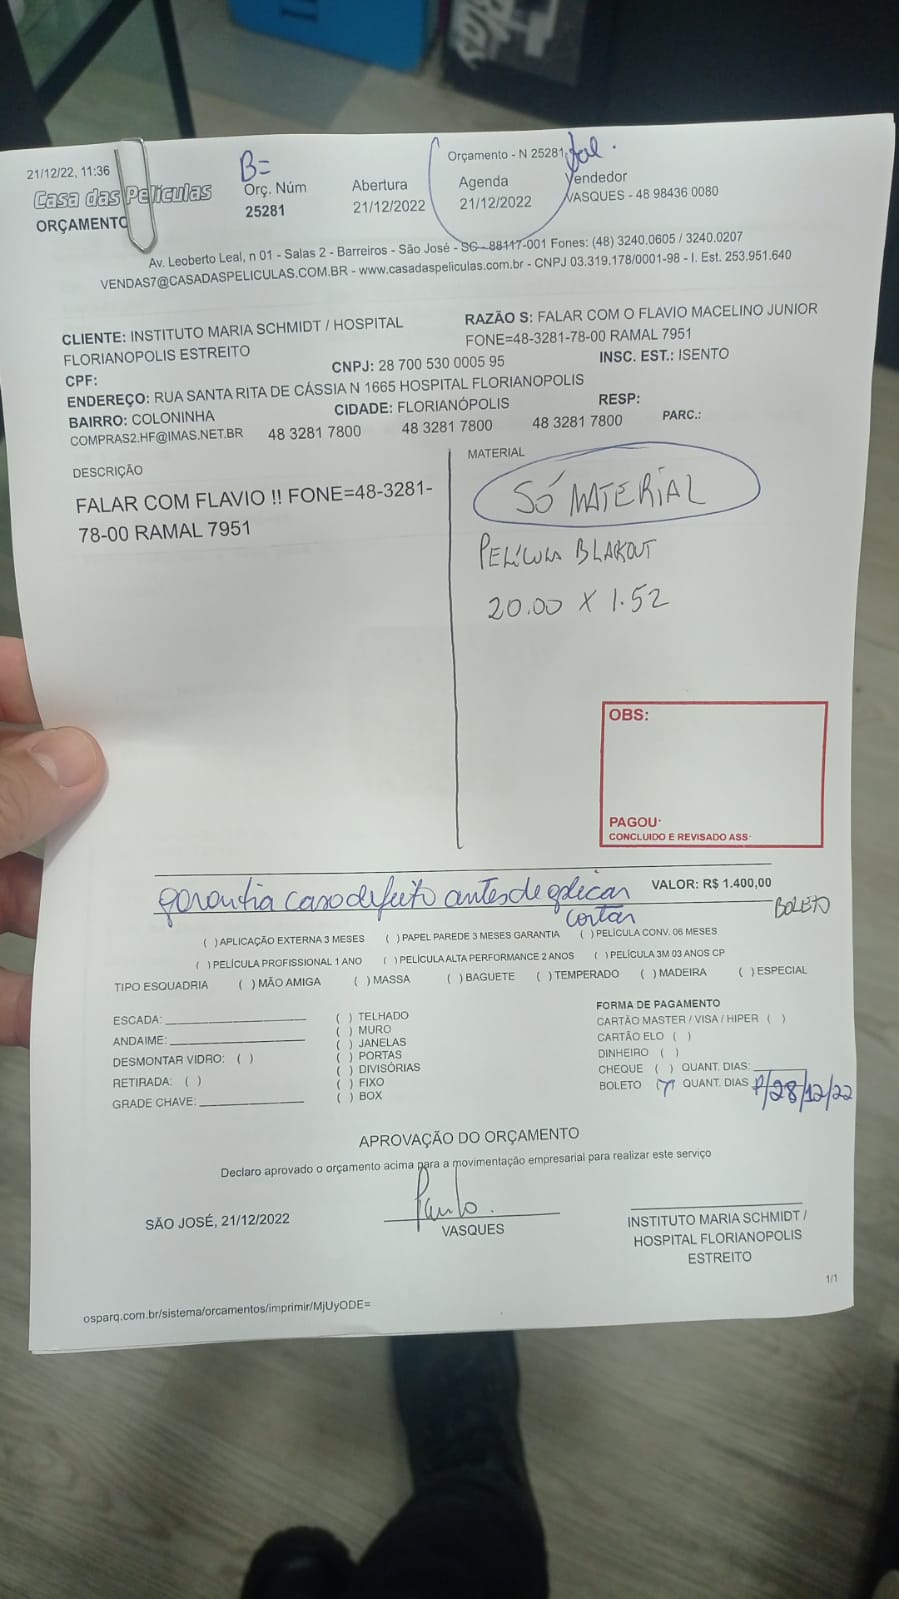 21/12/22, 11:36
Orçamento - N 25281
B=
Casa das Películas
ORÇAMENTO
Orç. Núm
25281
Abertura
21/12/2022
Agenda
21/12/2022
Vendedor
VASQUES - 48 98436 0080
Av. Leoberto Leal, n 01 - Salas 2 - Barreiros - São José - SC - 88117-001 Fones: (48) 3240.0605 / 3240.0207
VENDAS7@CASADASPELICULAS.COM.BR - www.casadaspeliculas.com.br - CNPJ 03.319.178/0001-98 - I. Est. 253.951.640
CLIENTE: INSTITUTO MARIA SCHMIDT / HOSPITAL
FLORIANOPOLIS ESTREITO
RAZÃO S: FALAR COM O FLAVIO MACELINO JUNIOR
FONE=48-3281-78-00 RAMAL 7951
CPF:
CNPJ: 28 700 530 0005 95
INSC. EST.: ISENTO
ENDEREÇO: RUA SANTA RITA DE CÁSSIA N 1665 HOSPITAL FLORIANOPOLIS
BAIRRO: COLONINHA
CIDADE: FLORIANÓPOLIS
RESP:
COMPRAS2.HF@IMAS.NET.BR 48 3281 7800 48 3281 7800 48 3281 7800 PARC.:
DESCRIÇÃO
FALAR COM FLAVIO !! FONE=48-3281-
78-00 RAMAL 7951
MATERIAL
SÓ MATERIAL
PELÍCULA BLAKOUT
20.00 X 1.52
OBS:
PAGOU:
CONCLUIDO E REVISADO ASS:
garantia caso defeito antes de aplicar
cortar
VALOR: R$ 1.400,00
BOLETO
( ) APLICAÇÃO EXTERNA 3 MESES ( ) PAPEL PAREDE 3 MESES GARANTIA ( ) PELÍCULA CONV. 06 MESES
( ) PELÍCULA PROFISSIONAL 1 ANO ( ) PELÍCULA ALTA PERFORMANCE 2 ANOS ( ) PELÍCULA 3M 03 ANOS CP
TIPO ESQUADRIA ( ) MÃO AMIGA ( ) MASSA ( ) BAGUETE ( ) TEMPERADO ( ) MADEIRA ( ) ESPECIAL
ESCADA:
ANDAIME:
DESMONTAR VIDRO: ( )
RETIRADA: ( )
GRADE CHAVE:
( ) TELHADO
( ) MURO
( ) JANELAS
( ) PORTAS
( ) DIVISÓRIAS
( ) FIXO
( ) BOX
FORMA DE PAGAMENTO
CARTÃO MASTER / VISA / HIPER ( )
CARTÃO ELO ( )
DINHEIRO ( )
CHEQUE ( ) QUANT. DIAS:
BOLETO ( ) QUANT. DIAS P/28/12/22
APROVAÇÃO DO ORÇAMENTO
Declaro aprovado o orçamento acima para a movimentação empresarial para realizar este serviço
SÃO JOSÉ, 21/12/2022
Paulo.
VASQUES
INSTITUTO MARIA SCHMIDT /
HOSPITAL FLORIANOPOLIS
ESTREITO
1/1
osparq.com.br/sistema/orcamentos/imprimir/MjUyODE=